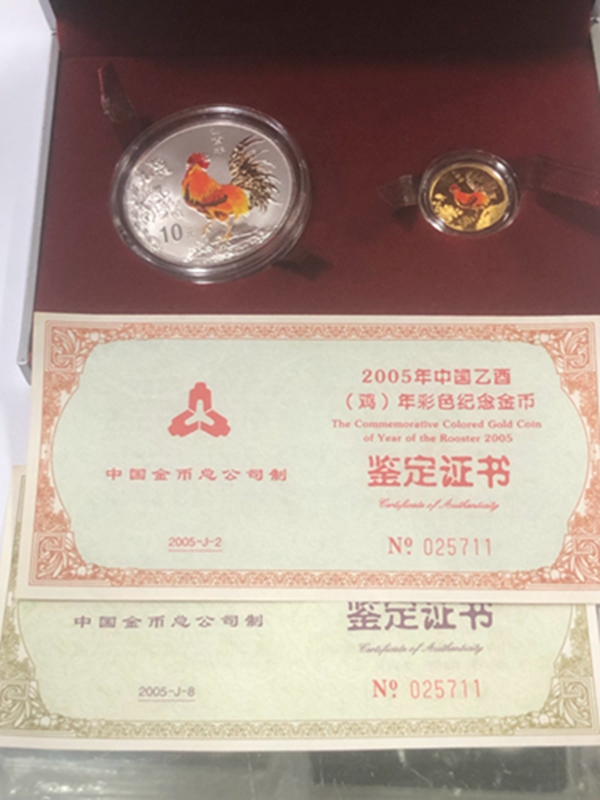 10元
2005年中国乙酉
（鸡）年彩色纪念金币
The Commemorative Colored Gold Coin
of Year of the Rooster 2005
中国金币总公司制
鉴定证书
Certificate of Authenticity
2005-J-2
Nº 025711
中国金币总公司制
鉴定证书
Certificate of Authenticity
2005-J-8
Nº 025711